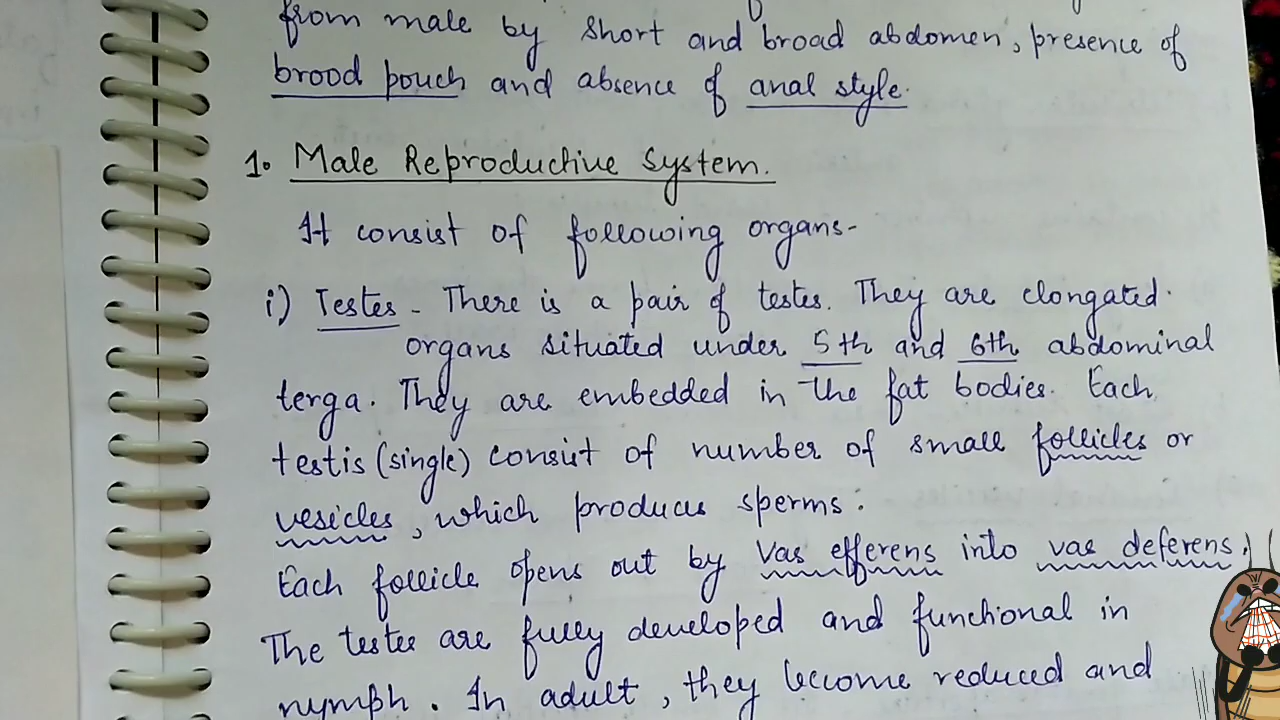 from male by short and broad abdomen, presence of
brood pouch and absence of anal style.
1. Male Reproductive System.
It consist of following organs-
i) Testes - There is a pair of testes. They are elongated
organs situated under 5th and 6th abdominal
terga. They are embedded in the fat bodies. Each
testis (single) consist of number of small follicles or
vesicles, which produces sperms.
Each follicle opens out by vas efferens into vas deferens.
The testes are fully developed and functional in
nymph. In adult, they become reduced and